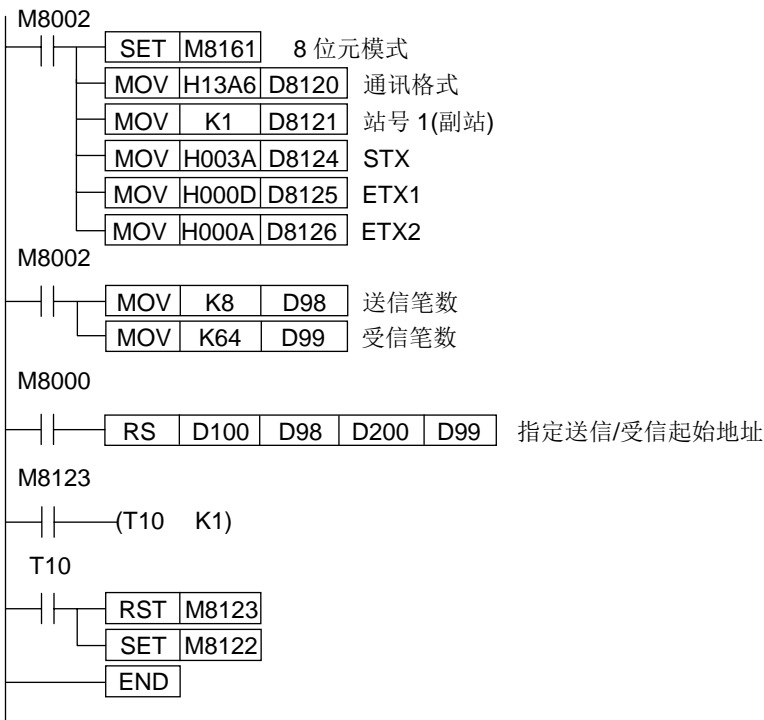 M8002
SET M8161 8 位元模式
MOV H13A6 D8120 通讯格式
MOV K1 D8121 站号 1(副站)
MOV H003A D8124 STX
MOV H000D D8125 ETX1
MOV H000A D8126 ETX2
M8002
MOV K8 D98 送信笔数
MOV K64 D99 受信笔数
M8000
RS D100 D98 D200 D99 指定送信/受信起始地址
M8123
(T10 K1)
T10
RST M8123
SET M8122
END